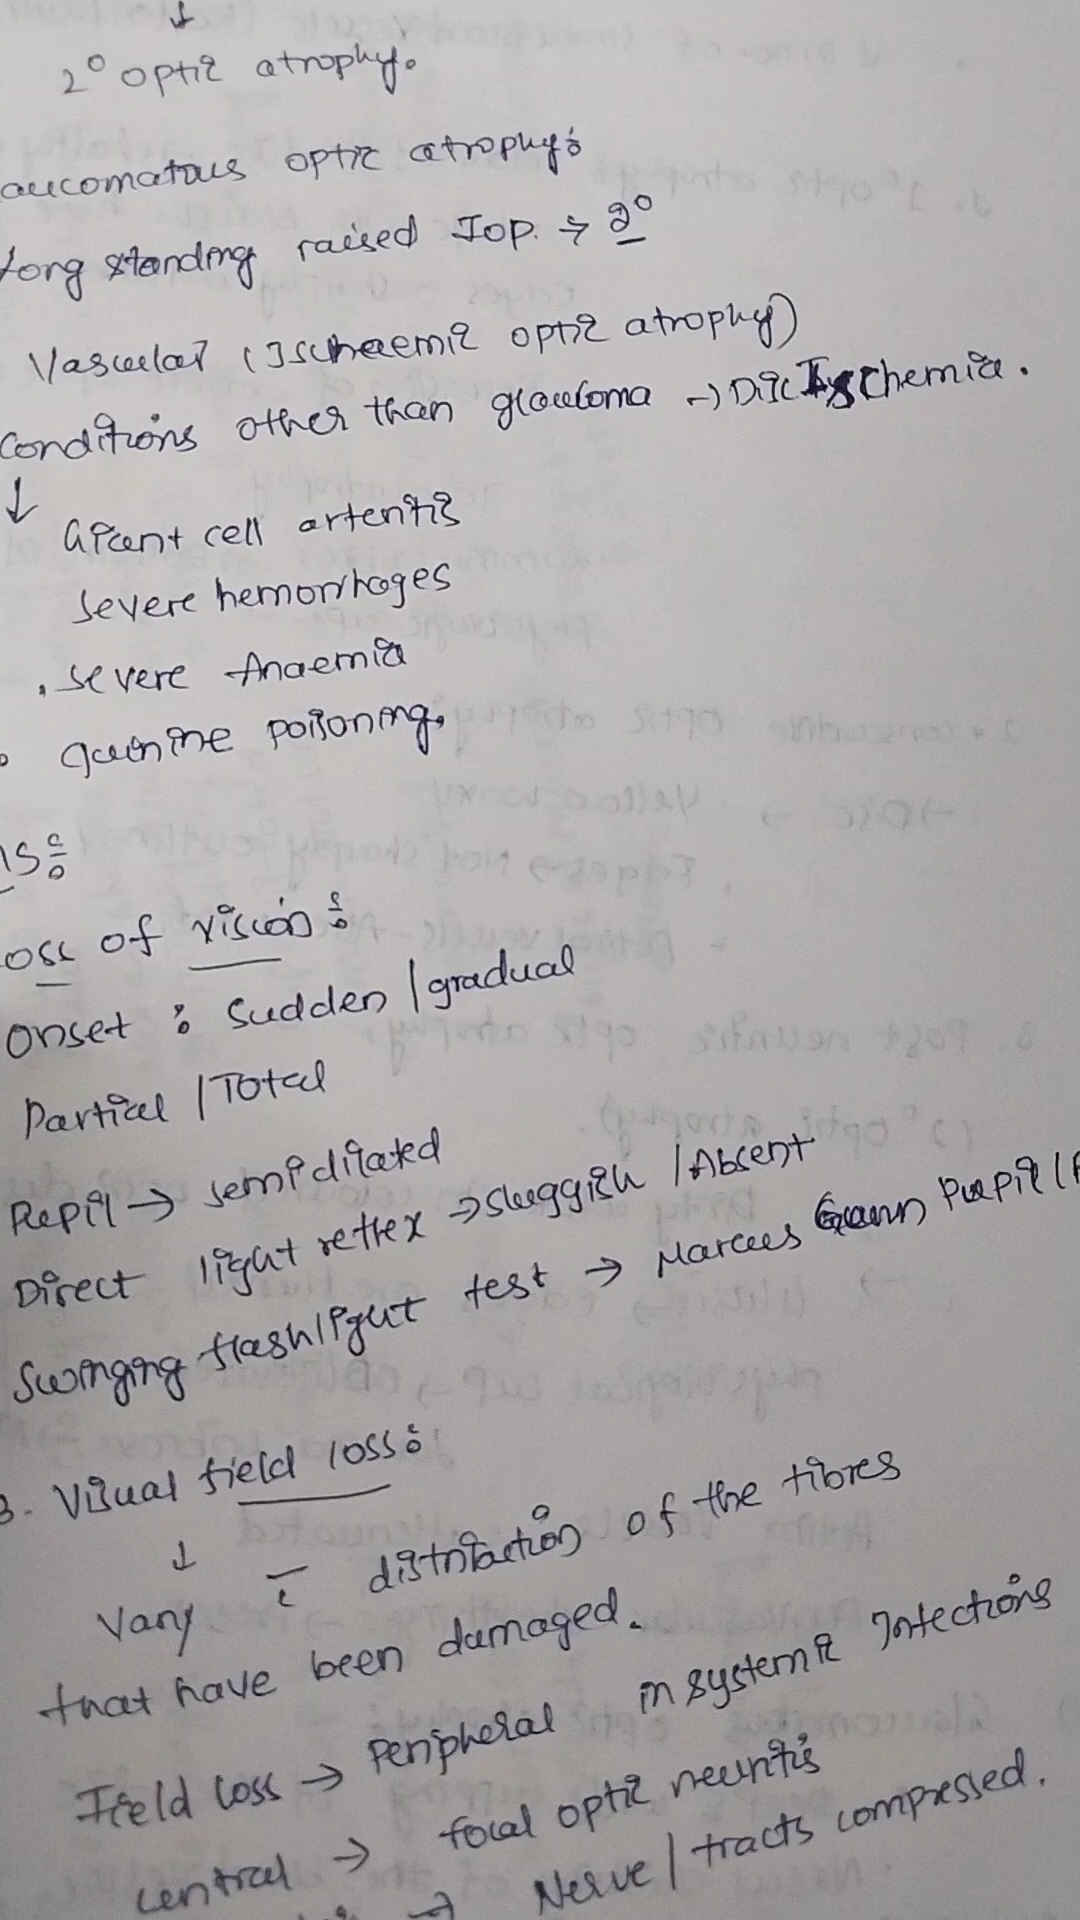 ↓
2° optic atrophy.
aucomatous optic atrophy:
Long standing raised IOP. → 2°
Vascular (Ischaemic optic atrophy)
Conditions other than glaucoma → Disc Ischemia.
↓
Giant cell arteritis
Severe hemorrhages
. Severe Anaemia
• Quinine poisoning.
IS:
oss of vision:
Onset : Sudden / gradual
Partial / Total
Pupil → semidilated
Direct light reflex → Sluggish / Absent
Swinging flashlight test → Marcus Gunn Pupil (
3. Visual field loss:
↓
Vary c̅ distribution of the fibres
that have been damaged.
Field loss → Peripheral in systemic Infections
central → focal optic neuritis
→ Nerve / tracts compressed.